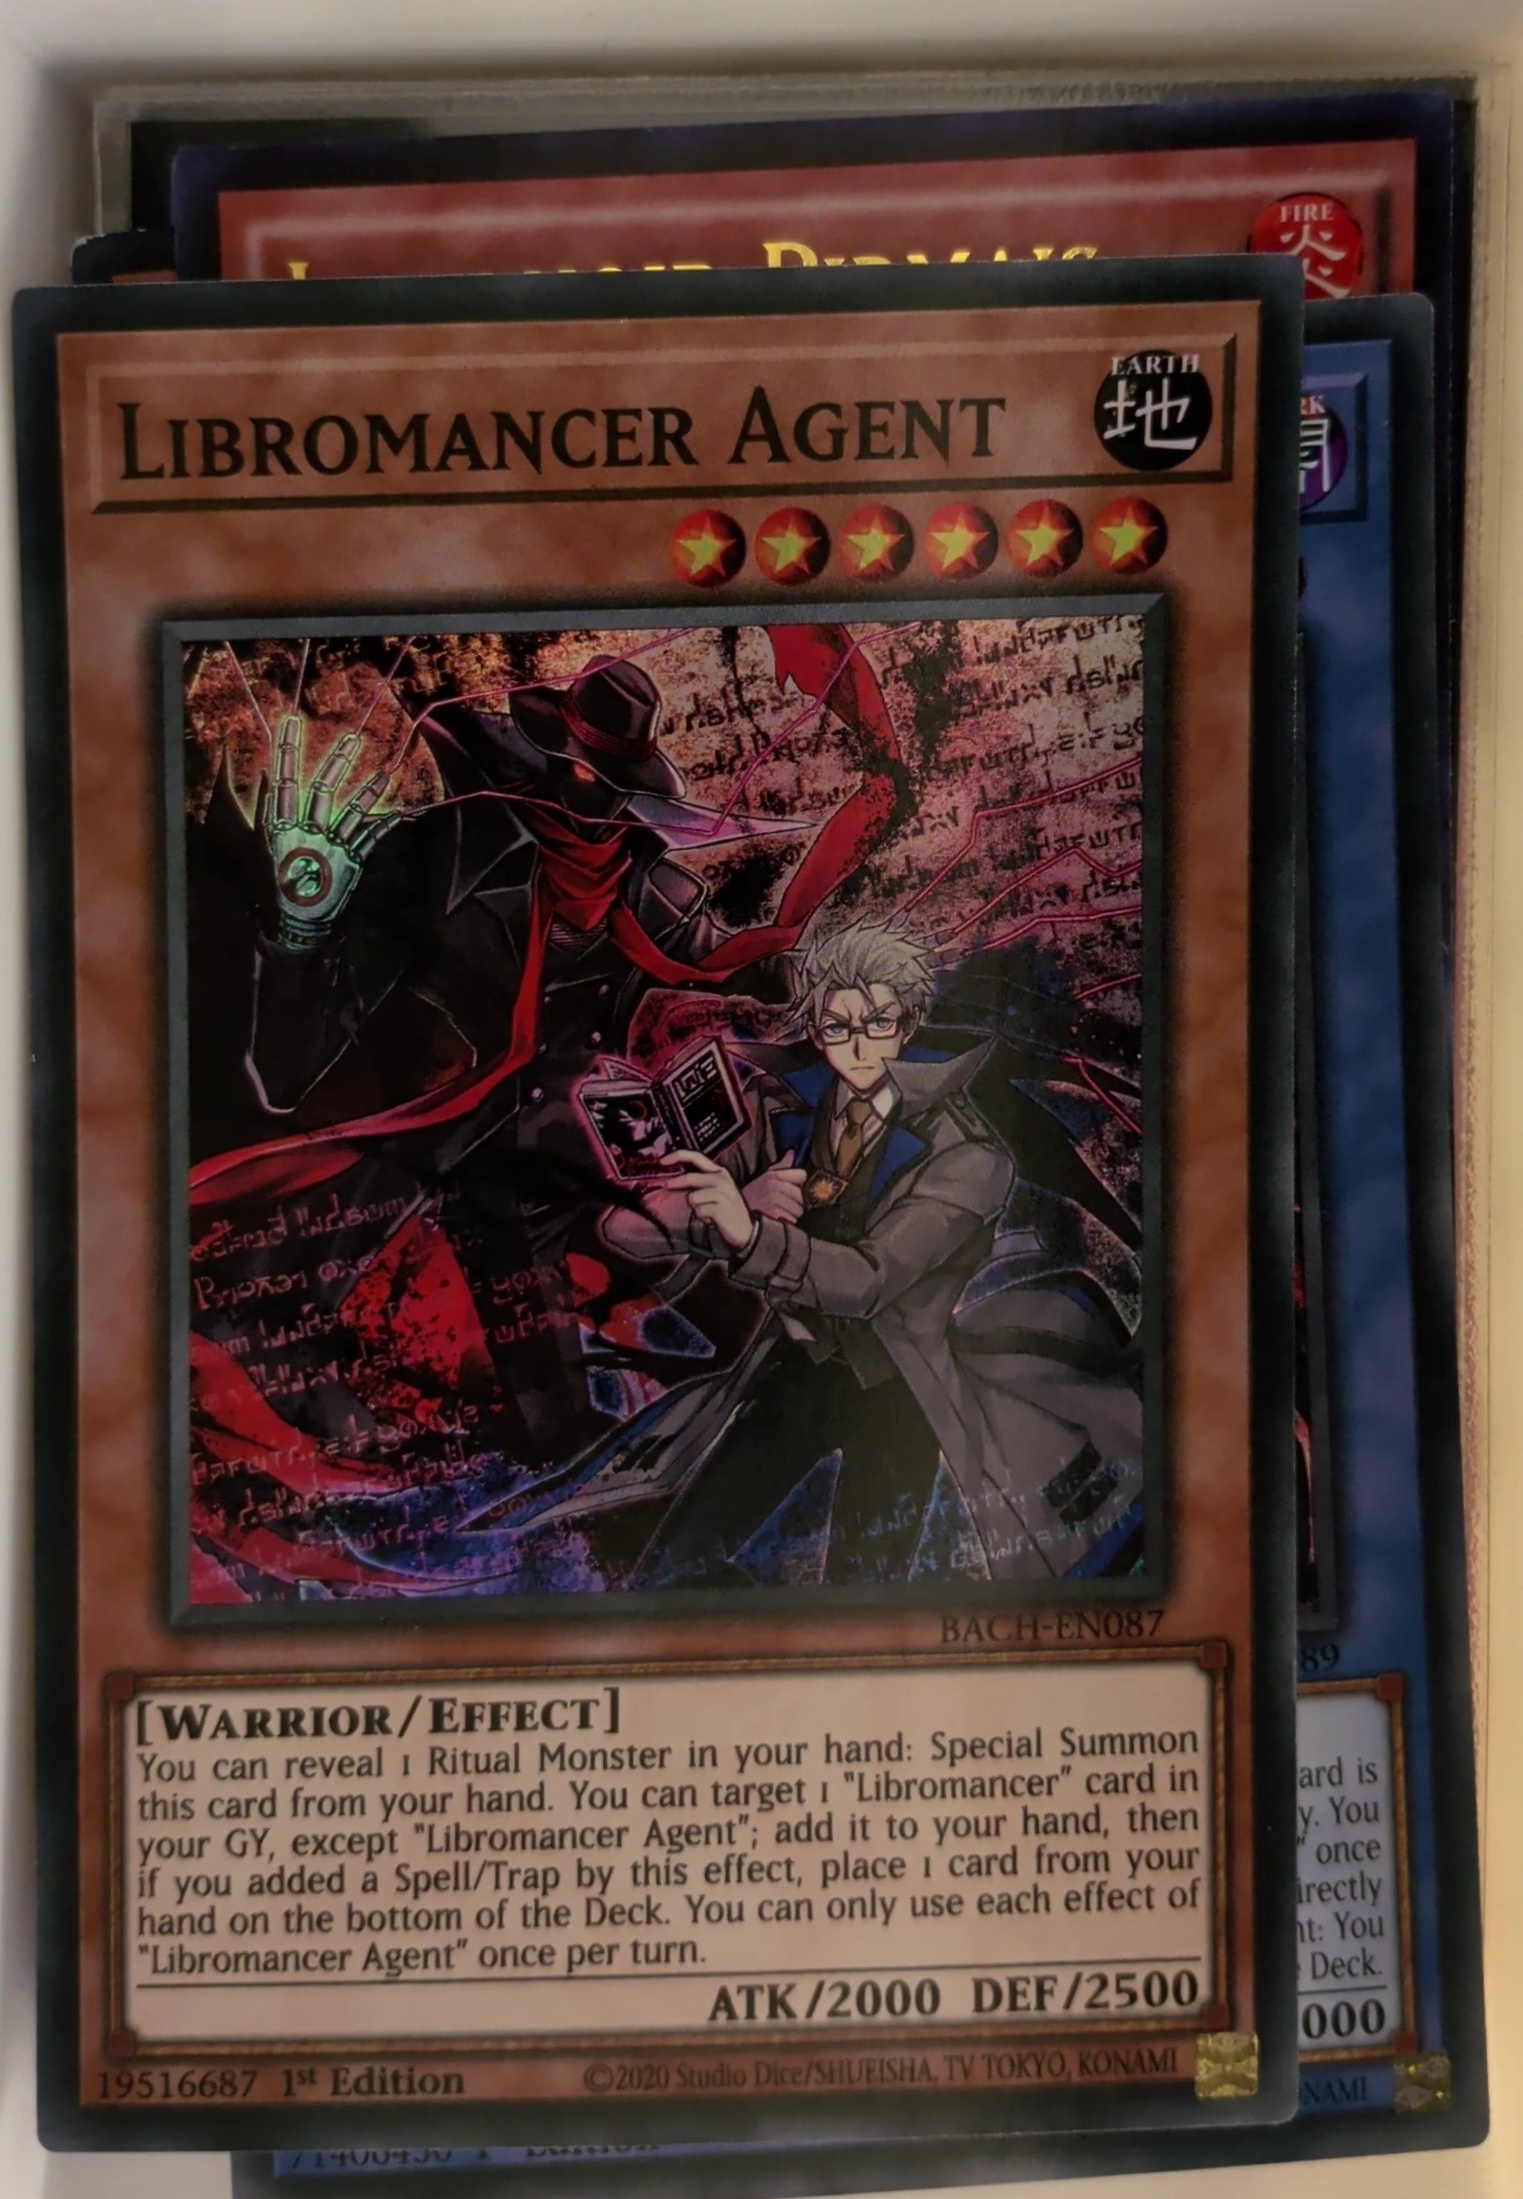 FIRE
炎
LIBROMANCER AGENT
EARTH
地
BACH-EN087
89
[WARRIOR/EFFECT]
You can reveal 1 Ritual Monster in your hand: Special Summon
this card from your hand. You can target 1 "Libromancer" card in
your GY, except "Libromancer Agent"; add it to your hand, then
if you added a Spell/Trap by this effect, place 1 card from your
hand on the bottom of the Deck. You can only use each effect of
"Libromancer Agent" once per turn.
ATK/2000 DEF/2500
19516687 1st Edition
©2020 Studio Dice/SHUEISHA, TV TOKYO, KONAMI
ard is
y. You
" once
irectly
nt: You
Deck.
000
NAMI